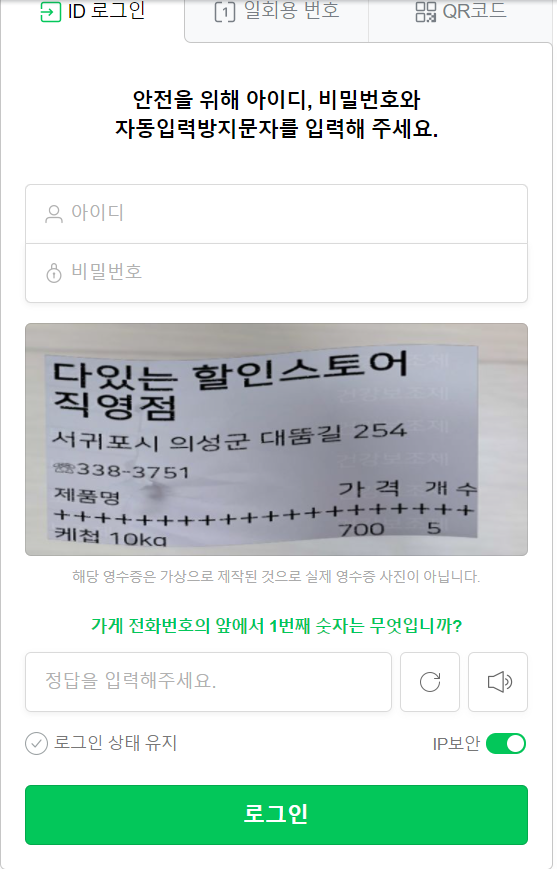 ID 로그인
일회용 번호
QR코드
안전을 위해 아이디, 비밀번호와
자동입력방지문자를 입력해 주세요.
아이디
비밀번호
다있는 할인스토어
직영점
서귀포시 의성군 대뚬길 254
☏338-3751
제품명 가 격 개 수
++++++++++++++++++++
케첩 10kg 700 5
해당 영수증은 가상으로 제작된 것으로 실제 영수증 사진이 아닙니다.
가게 전화번호의 앞에서 1번째 숫자는 무엇입니까?
정답을 입력해주세요.
로그인 상태 유지
IP보안
로그인